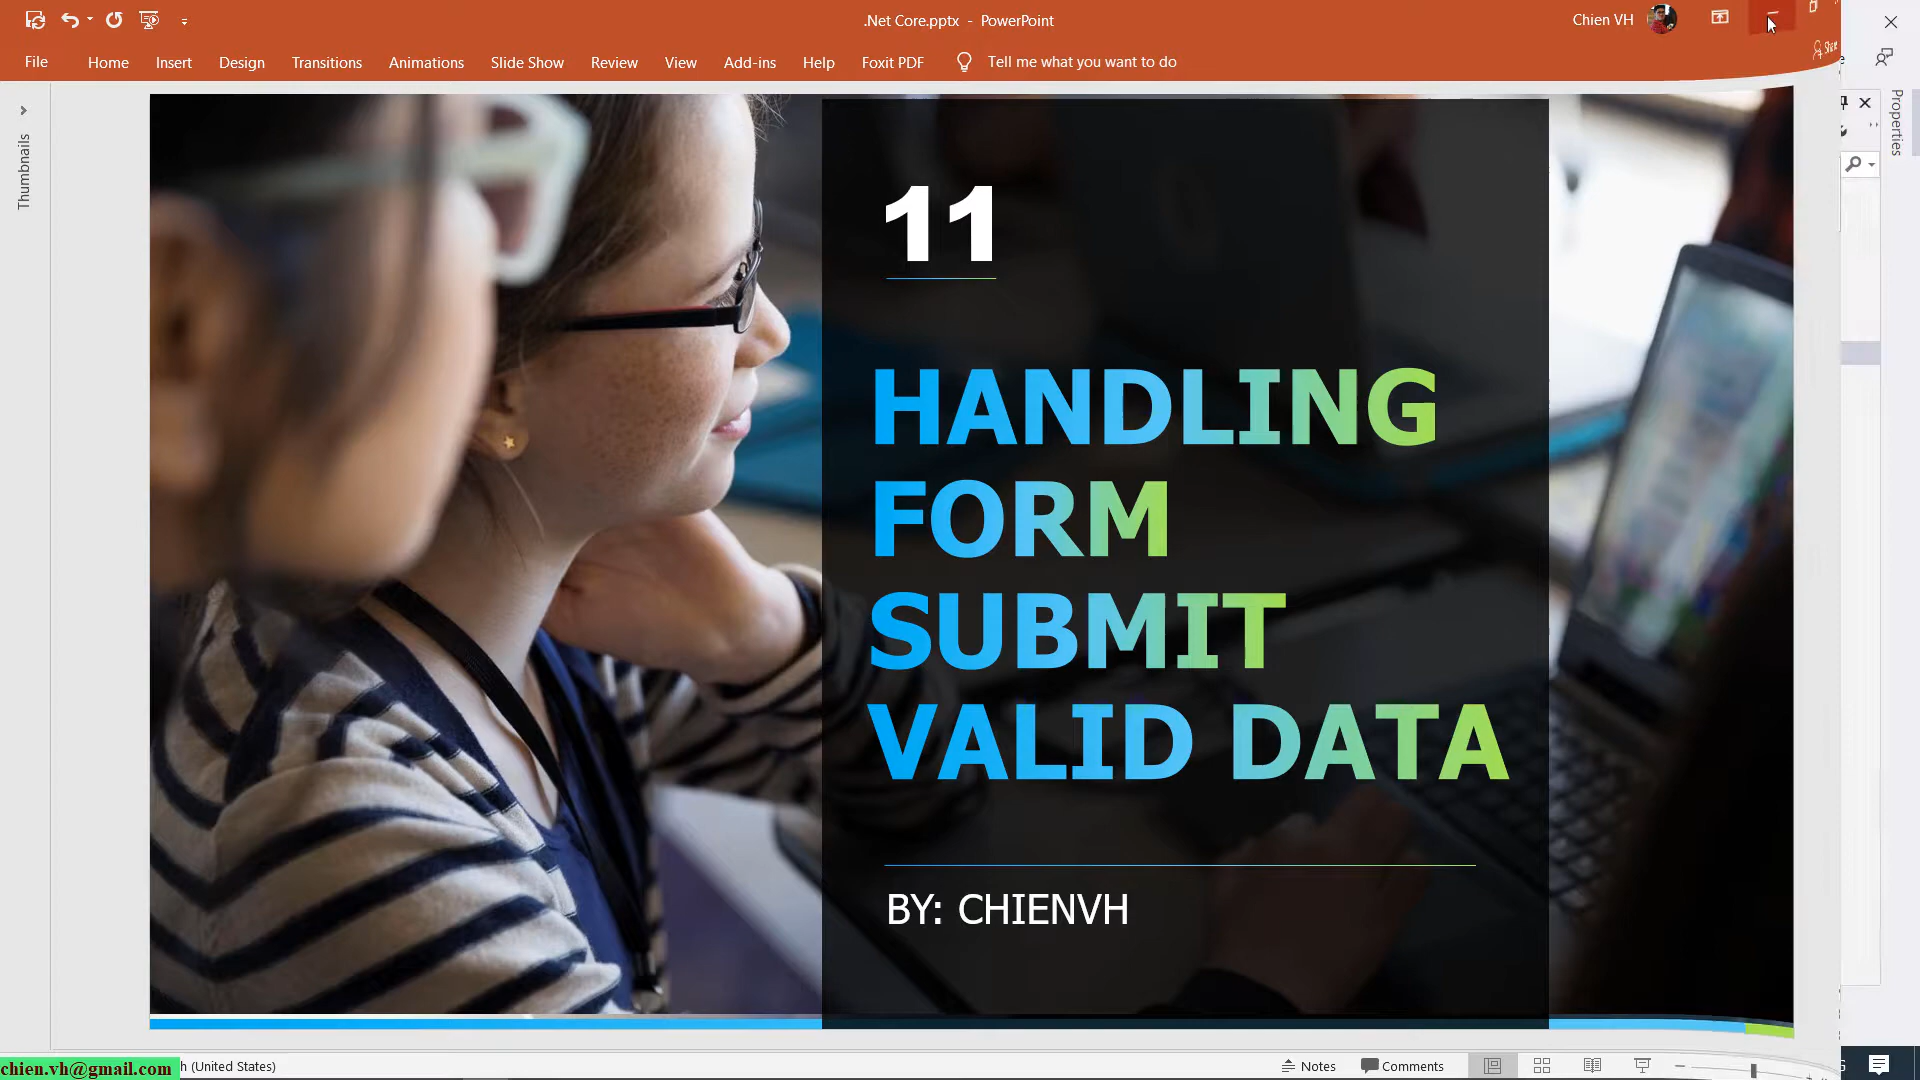 .Net Core.pptx - PowerPoint
Chien VH
File Home Insert Design Transitions Animations Slide Show Review View Add-ins Help Foxit PDF Tell me what you want to do
Share
Thumbnails
Properties
11
HANDLING
FORM
SUBMIT
VALID DATA
BY: CHIENVH
chien.vh@gmail.com
h (United States)
Notes Comments